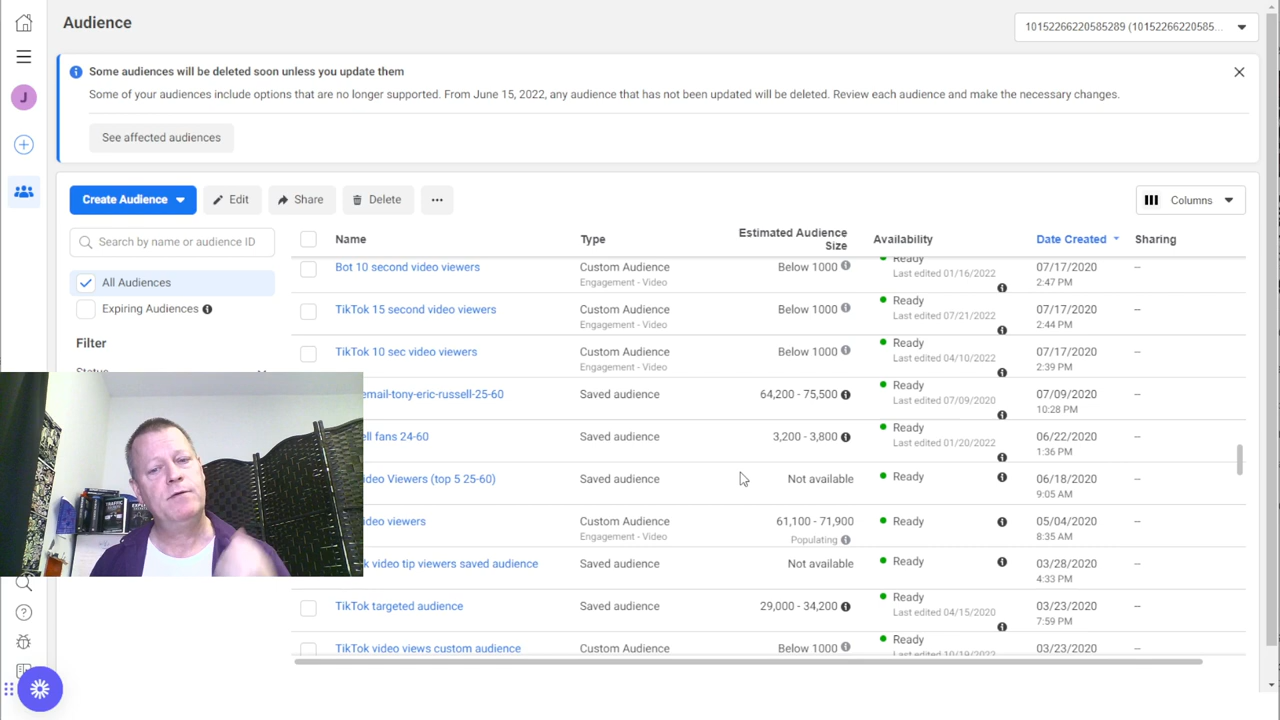 Audience
10152266220585289 (10152266220585...
J
Some audiences will be deleted soon unless you update them
Some of your audiences include options that are no longer supported. From June 15, 2022, any audience that has not been updated will be deleted. Review each audience and make the necessary changes.
See affected audiences
Create Audience
Edit
Share
Delete
Columns
Search by name or audience ID
All Audiences
Expiring Audiences
Filter
Name Type Estimated Audience Size Availability Date Created Sharing
Bot 10 second video viewers Custom Audience Below 1000 Ready 07/17/2020 --
Engagement - Video Last edited 01/16/2022 2:47 PM
TikTok 15 second video viewers Custom Audience Below 1000 Ready 07/17/2020 --
Engagement - Video Last edited 07/21/2022 2:44 PM
TikTok 10 sec video viewers Custom Audience Below 1000 Ready 07/17/2020 --
Engagement - Video Last edited 04/10/2022 2:39 PM
email-tony-eric-russell-25-60 Saved audience 64,200 - 75,500 Ready 07/09/2020 --
Last edited 07/09/2020 10:28 PM
fans 24-60 Saved audience 3,200 - 3,800 Ready 06/22/2020 --
Last edited 01/20/2022 1:36 PM
Viewers (top 5 25-60) Saved audience Not available Ready 06/18/2020 --
9:05 AM
viewers Custom Audience 61,100 - 71,900 Ready 05/04/2020 --
Engagement - Video Populating 8:35 AM
video tip viewers saved audience Saved audience Not available Ready 03/28/2020 --
4:33 PM
TikTok targeted audience Saved audience 29,000 - 34,200 Ready 03/23/2020 --
Last edited 04/15/2020 7:59 PM
TikTok video views custom audience Custom Audience Below 1000 Ready 03/23/2020 --